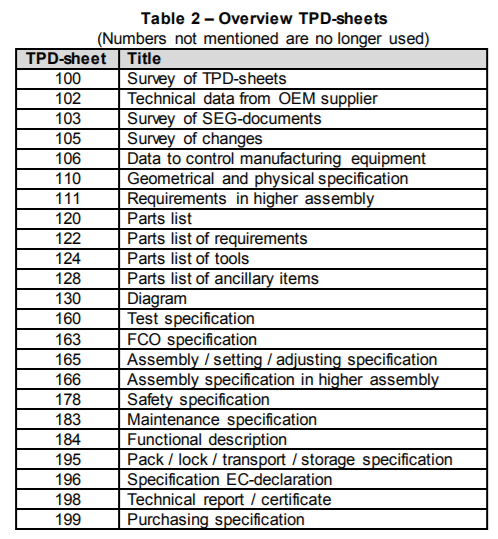 Table 2 – Overview TPD-sheets
(Numbers not mentioned are no longer used)
TPD-sheet Title
100 Survey of TPD-sheets
102 Technical data from OEM supplier
103 Survey of SEG-documents
105 Survey of changes
106 Data to control manufacturing equipment
110 Geometrical and physical specification
111 Requirements in higher assembly
120 Parts list
122 Parts list of requirements
124 Parts list of tools
128 Parts list of ancillary items
130 Diagram
160 Test specification
163 FCO specification
165 Assembly / setting / adjusting specification
166 Assembly specification in higher assembly
178 Safety specification
183 Maintenance specification
184 Functional description
195 Pack / lock / transport / storage specification
196 Specification EC-declaration
198 Technical report / certificate
199 Purchasing specification